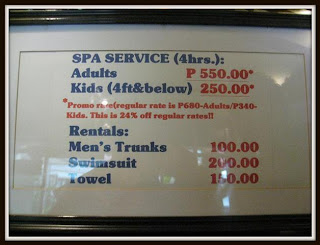 SPA SERVICE (4hrs.):
Adults P 550.00*
Kids (4ft&below) 250.00*
*Promo rate(regular rate is P680-Adults/P340-
Kids. This is 24% off regular rates!!
Rentals:
Men's Trunks 100.00
Swimsuit 200.00
Towel 150.00